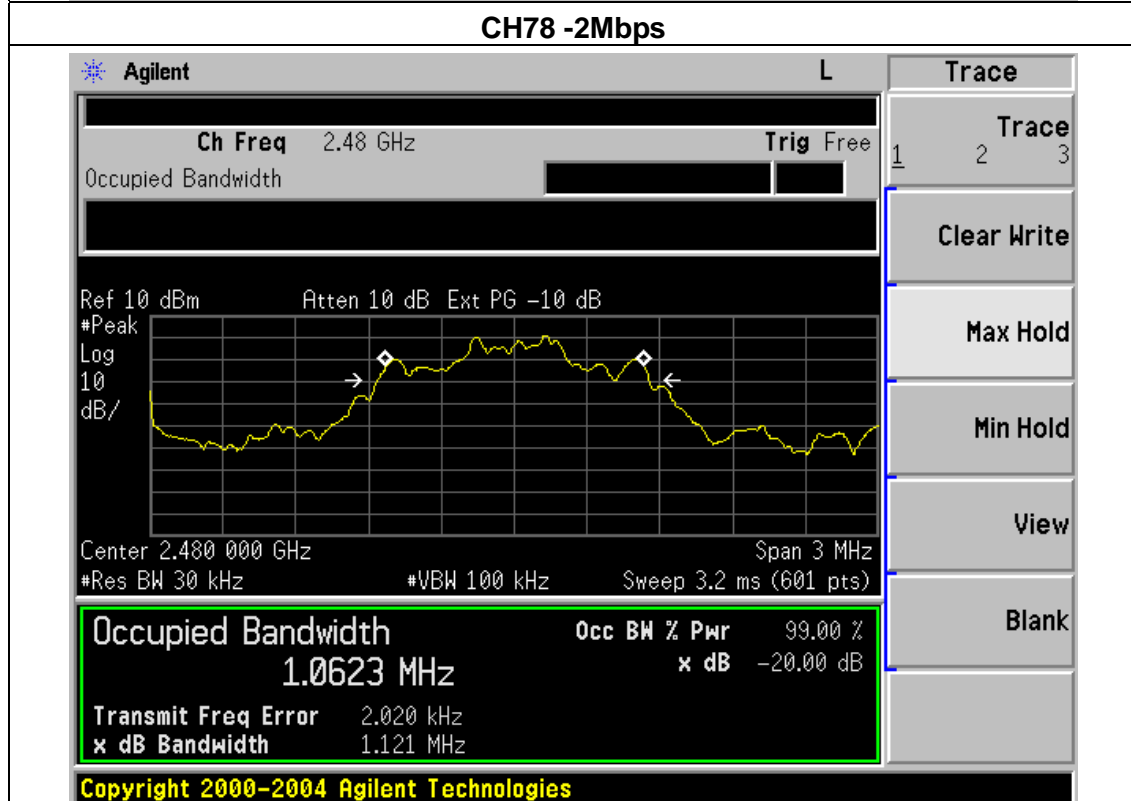 CH78 -2Mbps
Agilent L Trace
Ch Freq 2.48 GHz Trig Free
Occupied Bandwidth
Trace
1 2 3
Clear Write
Max Hold
Min Hold
View
Blank
Ref 10 dBm Atten 10 dB Ext PG -10 dB
#Peak
Log
10
dB/
Center 2.480 000 GHz Span 3 MHz
#Res BW 30 kHz #VBW 100 kHz Sweep 3.2 ms (601 pts)
Occupied Bandwidth Occ BW % Pwr 99.00 %
1.0623 MHz x dB -20.00 dB
Transmit Freq Error 2.020 kHz
x dB Bandwidth 1.121 MHz
Copyright 2000-2004 Agilent Technologies